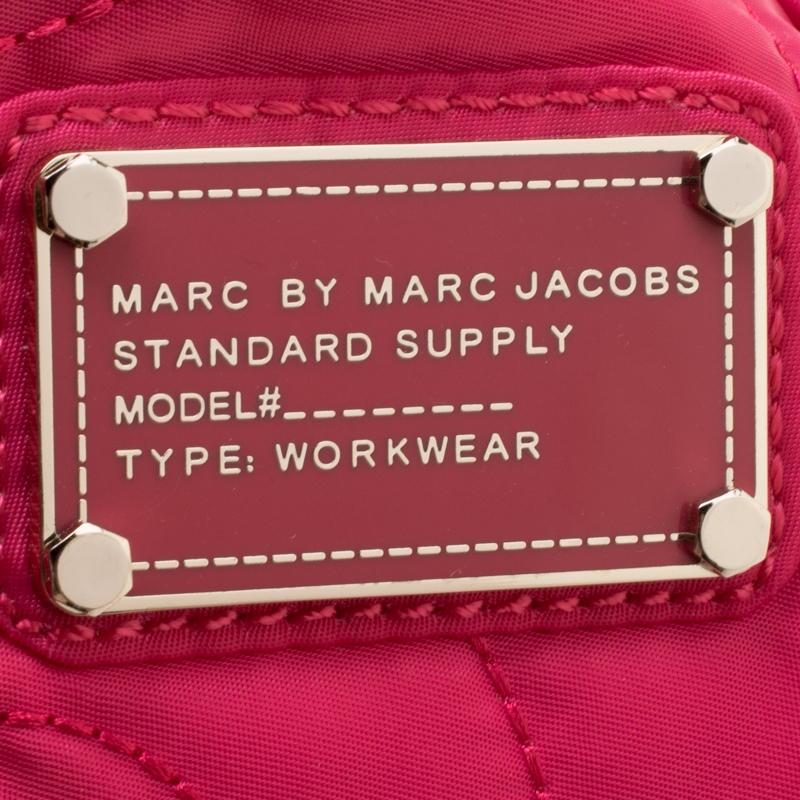 MARC BY MARC JACOBS
STANDARD SUPPLY
MODEL#_________
TYPE: WORKWEAR